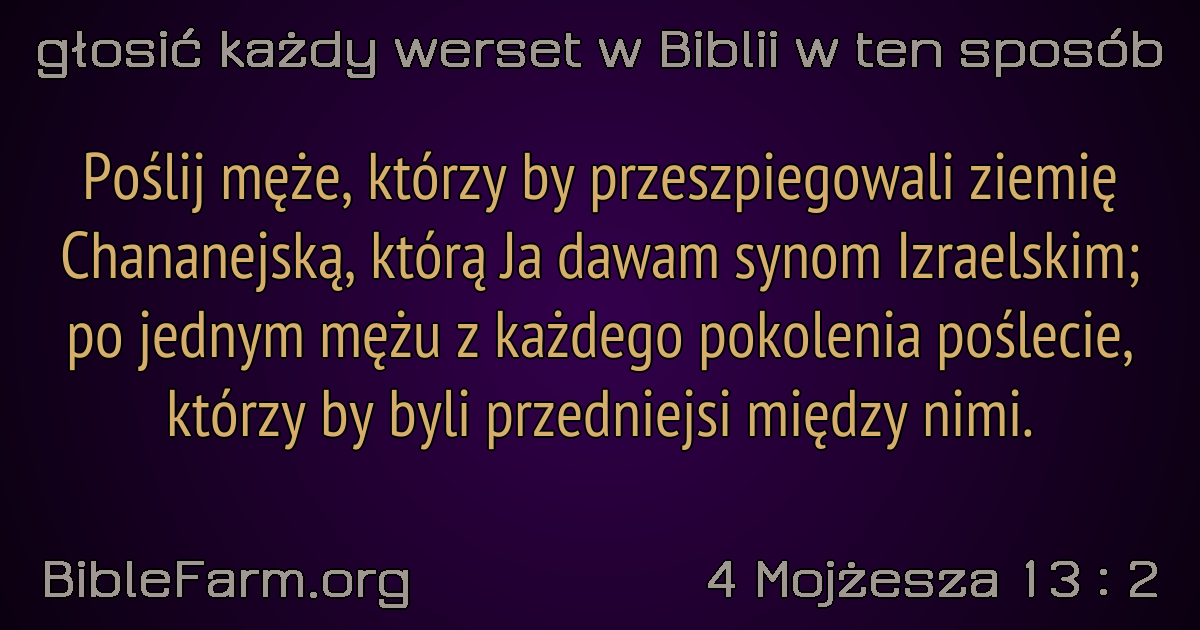 głosić każdy werset w Biblii w ten sposób
Poślij męże, którzy by przeszpiegowali ziemię
Chananejską, którą Ja dawam synom Izraelskim;
po jednym mężu z każdego pokolenia poślecie,
którzy by byli przedniejsi między nimi.
BibleFarm.org
4 Mojżesza 13 : 2